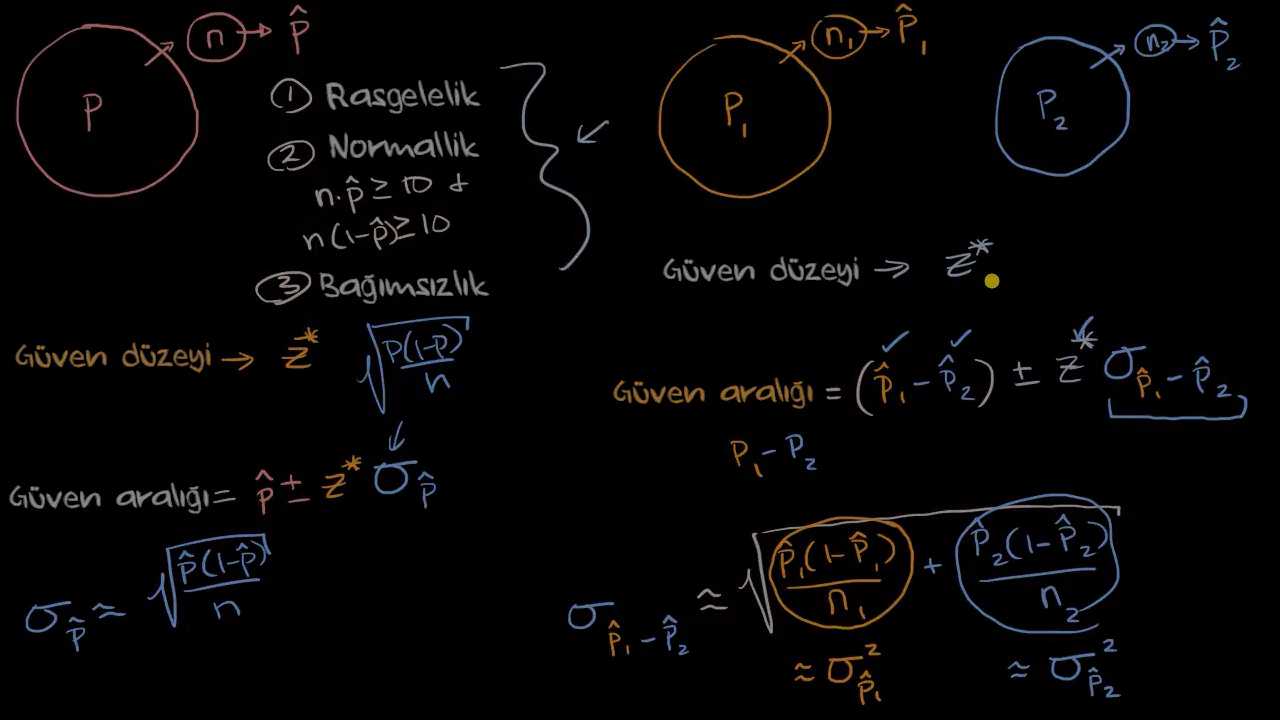 P
n → p̂
① Rasgelelik
② Normallik
n·p̂ ≥ 10 &
n(1-p̂) ≥ 10
③ Bağımsızlık
Güven düzeyi → z*
√(P(1-P)/n)
Güven aralığı = p̂ ± z* σ_p̂
σ_p̂ ≈ √(p̂(1-p̂)/n)
P₁
n₁ → p̂₁
P₂
n₂ → p̂₂
Güven düzeyi → z*
Güven aralığı = (p̂₁ - p̂₂) ± z* σ_p̂₁-p̂₂
P₁ - P₂
σ_p̂₁-p̂₂ ≈ √(p̂₁(1-p̂₁)/n₁ + p̂₂(1-p̂₂)/n₂)
≈ σ²_p̂₁ ≈ σ²_p̂₂